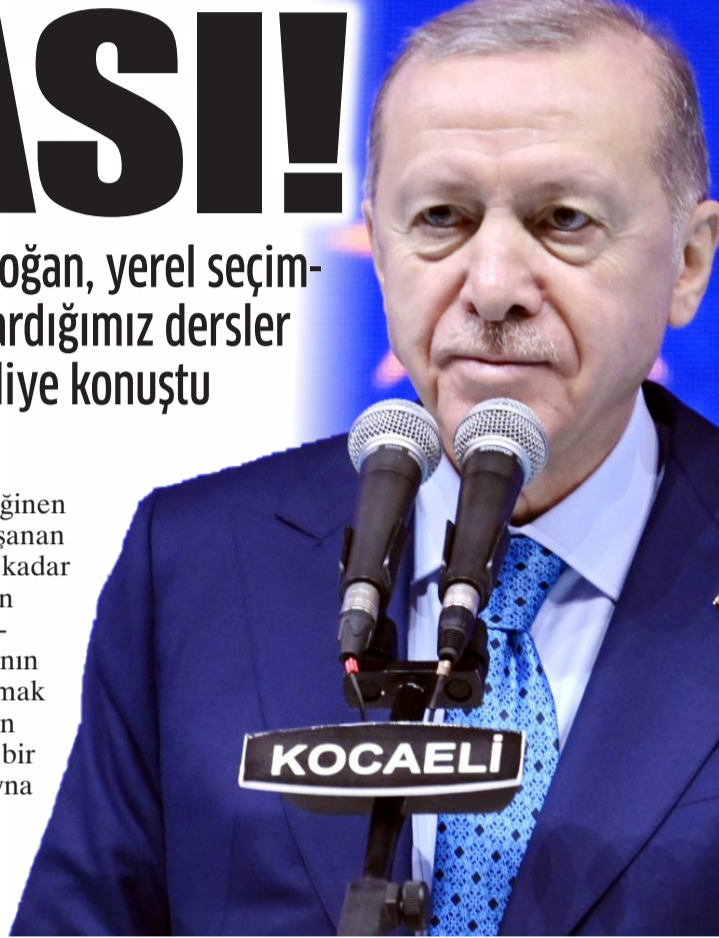 ASI!
oğan, yerel seçim-
ardığımız dersler
liye konuştu
ğinen
şanan
kadar
n
-
nın
mak
n
bir
yna
KOCAELİ